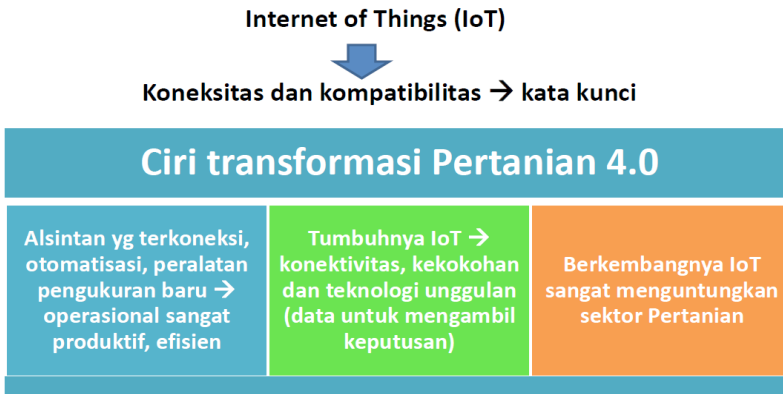 Internet of Things (IoT)
Koneksitas dan kompatibilitas → kata kunci
Ciri transformasi Pertanian 4.0
Alsintan yg terkoneksi,
otomatisasi, peralatan
pengukuran baru →
operasional sangat
produktif, efisien
Tumbuhnya IoT →
konektivitas, kekokohan
dan teknologi unggulan
(data untuk mengambil
keputusan)
Berkembangnya IoT
sangat menguntungkan
sektor Pertanian